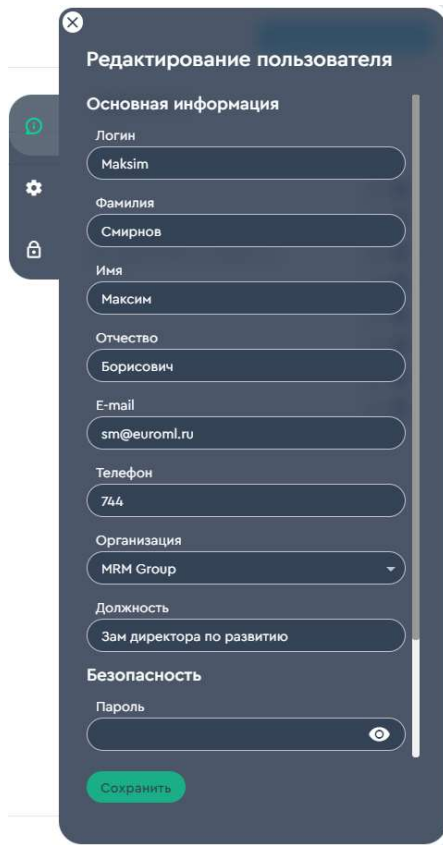 Редактирование пользователя
Основная информация
Логин
Maksim
Фамилия
Смирнов
Имя
Максим
Отчество
Борисович
E-mail
sm@euroml.ru
Телефон
744
Организация
MRM Group
Должность
Зам директора по развитию
Безопасность
Пароль
Сохранить